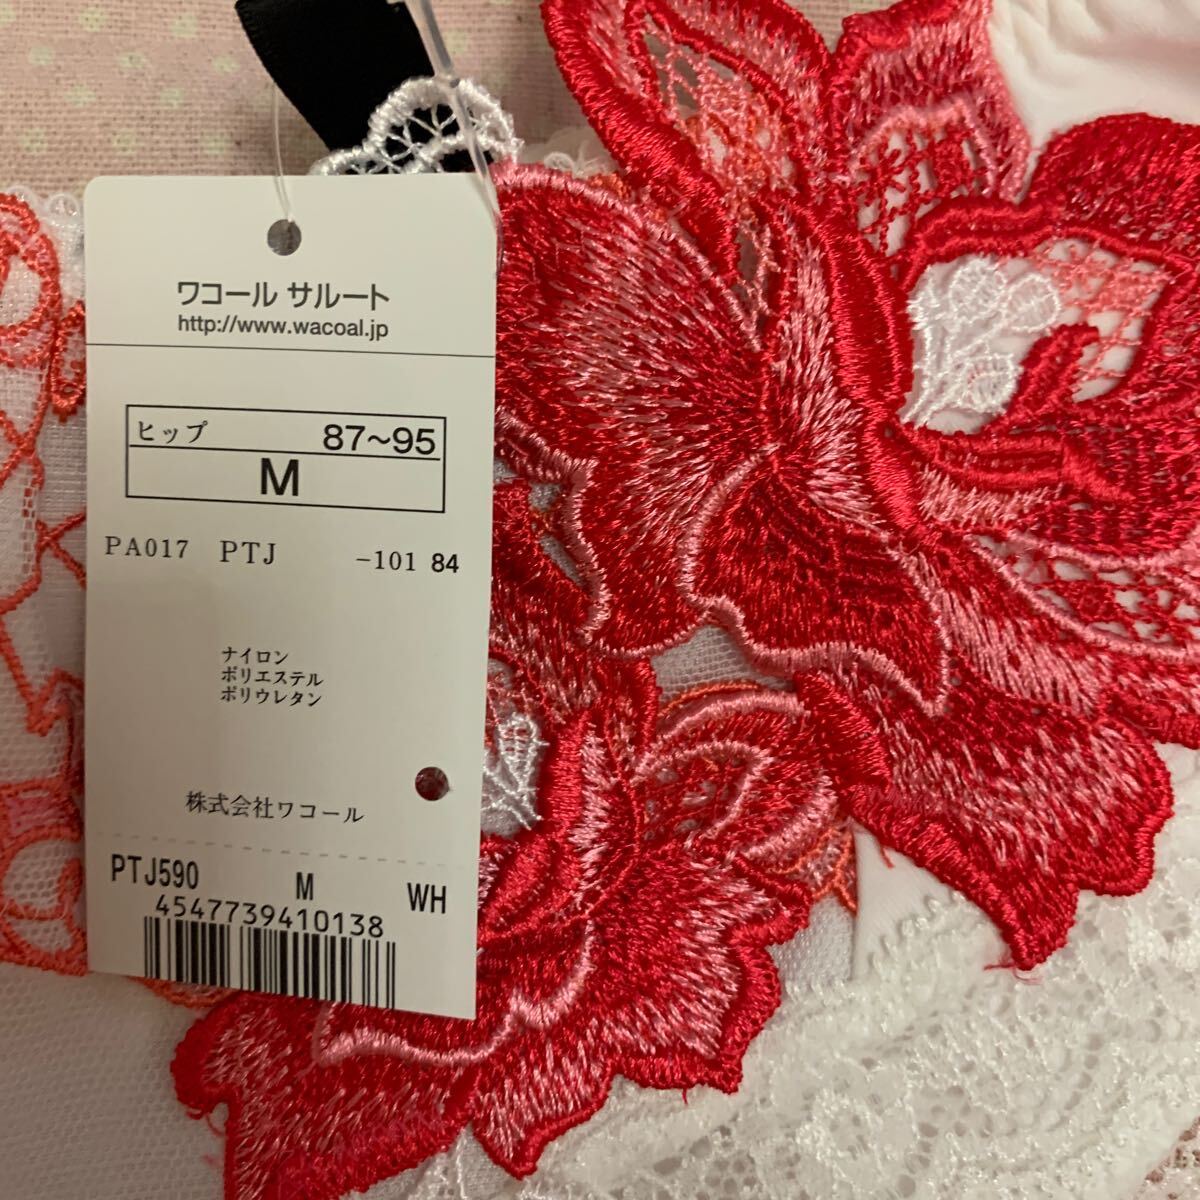 ワコール サルート
http://www.wacoal.jp
ヒップ 87~95
M
PA017 PTJ -101 84
ナイロン
ポリエステル
ポリウレタン
株式会社ワコール
PTJ590 M WH
4547739410138